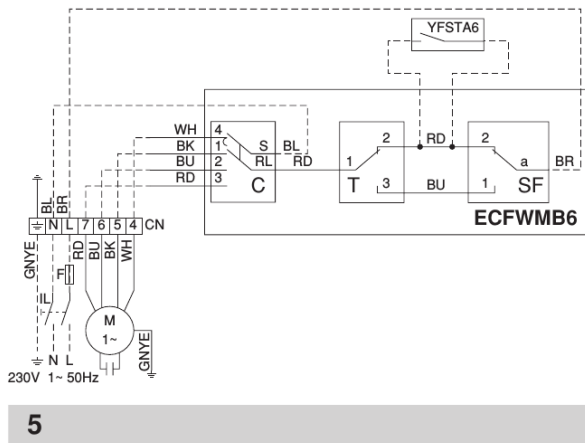 YFSTA6
WH 4
BK 1 S BL
BU 2 RL RD
RD 3 C
1 2 RD 2
T a BR
3 BU 1 SF
ECFWMB6
BL BR
N L 7 6 5 4 CN
GNYE RD BU BK WH
F
IL
M
1~
GNYE
N L
230V 1~ 50Hz
5